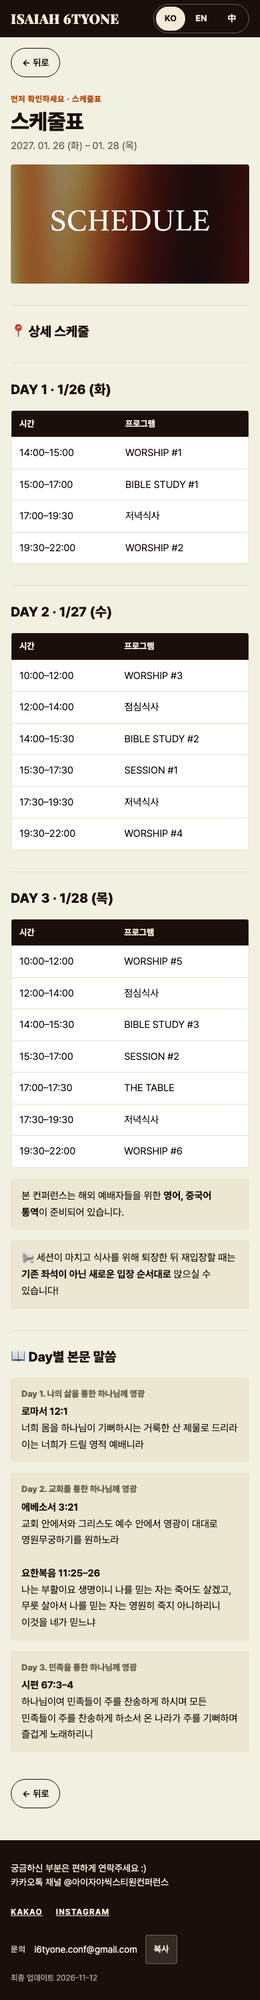 ISAIAH 6TYONE
KO EN 中
← 뒤로
먼저 확인하세요 · 스케줄표
스케줄표
2027. 01. 26 (화) – 01. 28 (목)
SCHEDULE
📍 상세 스케줄
DAY 1 · 1/26 (화)
시간 프로그램
14:00–15:00 WORSHIP #1
15:00–17:00 BIBLE STUDY #1
17:00–19:30 저녁식사
19:30–22:00 WORSHIP #2
DAY 2 · 1/27 (수)
시간 프로그램
10:00–12:00 WORSHIP #3
12:00–14:00 점심식사
14:00–15:30 BIBLE STUDY #2
15:30–17:30 SESSION #1
17:30–19:30 저녁식사
19:30–22:00 WORSHIP #4
DAY 3 · 1/28 (목)
시간 프로그램
10:00–12:00 WORSHIP #5
12:00–14:00 점심식사
14:00–15:30 BIBLE STUDY #3
15:30–17:00 SESSION #2
17:00–17:30 THE TABLE
17:30–19:30 저녁식사
19:30–22:00 WORSHIP #6
본 컨퍼런스는 해외 예배자들을 위한 영어, 중국어
통역이 준비되어 있습니다.
📢 세션이 마치고 식사를 위해 퇴장한 뒤 재입장할 때는
기존 좌석이 아닌 새로운 입장 순서대로 앉으실 수
있습니다!
📖 Day별 본문 말씀
Day 1. 나의 삶을 통한 하나님께 영광
로마서 12:1
너희 몸을 하나님이 기뻐하시는 거룩한 산 제물로 드리라
이는 너희가 드릴 영적 예배니라
Day 2. 교회를 통한 하나님께 영광
에베소서 3:21
교회 안에서와 그리스도 예수 안에서 영광이 대대로
영원무궁하기를 원하노라
요한복음 11:25–26
나는 부활이요 생명이니 나를 믿는 자는 죽어도 살겠고,
무릇 살아서 나를 믿는 자는 영원히 죽지 아니하리니
이것을 네가 믿느냐
Day 3. 민족을 통한 하나님께 영광
시편 67:3–4
하나님이여 민족들이 주를 찬송하게 하시며 모든
민족들이 주를 찬송하게 하소서 온 나라가 주를 기뻐하며
즐겁게 노래하리니
← 뒤로
궁금하신 부분은 편하게 연락주세요 :)
카카오톡 채널 @아이자야씩스티원컨퍼런스
KAKAO INSTAGRAM
문의 i6tyone.conf@gmail.com 복사
최종 업데이트 2026-11-12